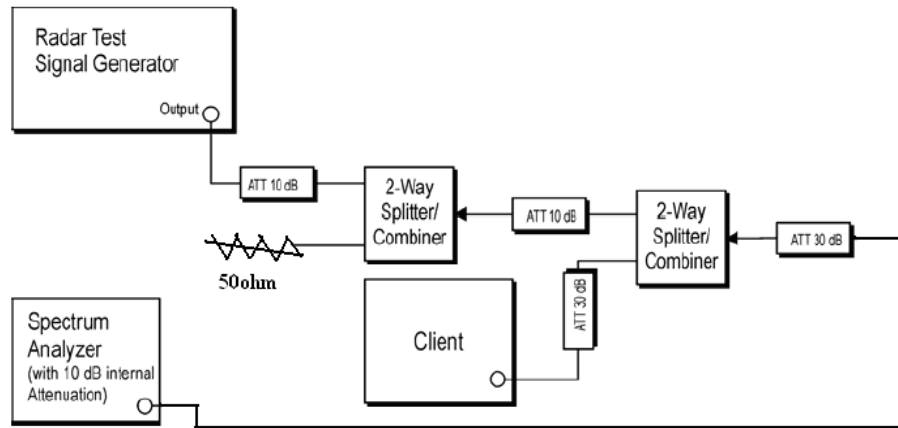 Radar Test
Signal Generator
Output
ATT 10 dB
2-Way
Splitter/
Combiner
ATT 10 dB
2-Way
Splitter/
Combiner
ATT 30 dB
50ohm
ATT 30 dB
Client
Spectrum
Analyzer
(with 10 dB internal
Attenuation)